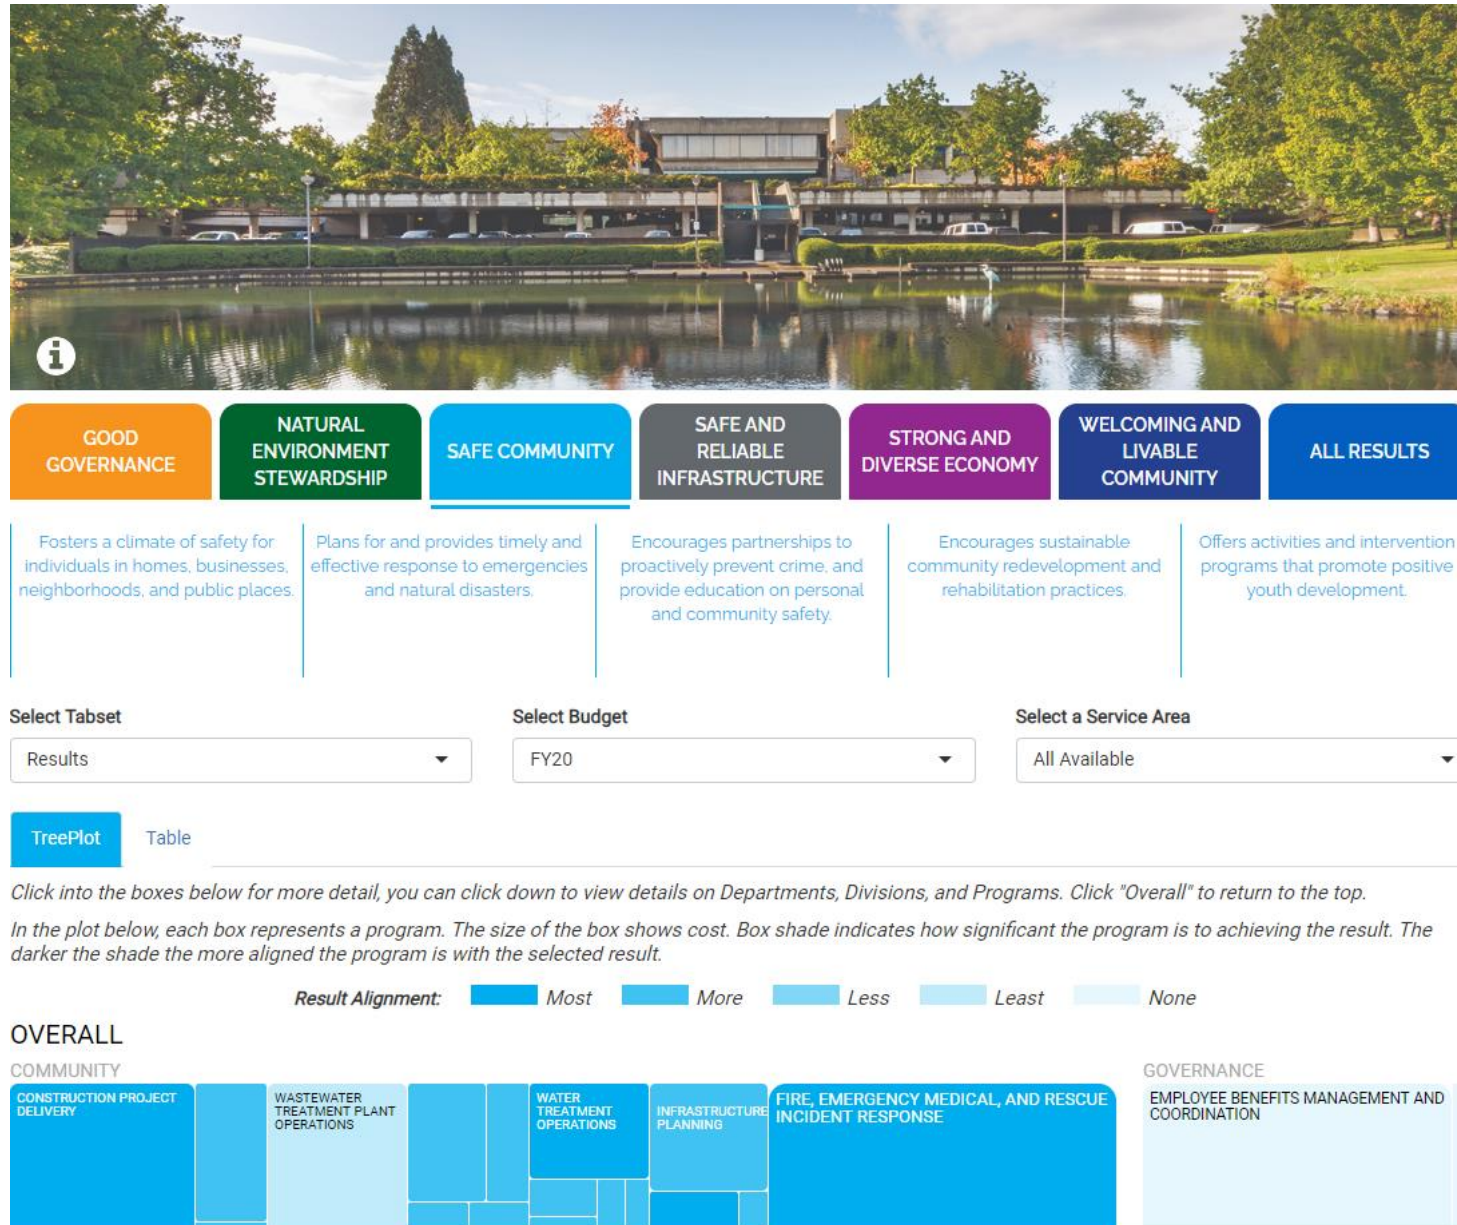 GOOD
GOVERNANCE
NATURAL
ENVIRONMENT
STEWARDSHIP
SAFE COMMUNITY
SAFE AND
RELIABLE
INFRASTRUCTURE
STRONG AND
DIVERSE ECONOMY
WELCOMING AND
LIVABLE
COMMUNITY
ALL RESULTS
Fosters a climate of safety for
individuals in homes, businesses,
neighborhoods, and public places.
Plans for and provides timely and
effective response to emergencies
and natural disasters.
Encourages partnerships to
proactively prevent crime, and
provide education on personal
and community safety.
Encourages sustainable
community redevelopment and
rehabilitation practices.
Offers activities and intervention
programs that promote positive
youth development.
Select Tabset
Results
Select Budget
FY20
Select a Service Area
All Available
TreePlot
Table
Click into the boxes below for more detail, you can click down to view details on Departments, Divisions, and Programs. Click "Overall" to return to the top.
In the plot below, each box represents a program. The size of the box shows cost. Box shade indicates how significant the program is to achieving the result. The
darker the shade the more aligned the program is with the selected result.
Result Alignment: Most More Less Least None
OVERALL
COMMUNITY
CONSTRUCTION PROJECT
DELIVERY
WASTEWATER
TREATMENT PLANT
OPERATIONS
WATER
TREATMENT
OPERATIONS
INFRASTRUCTURE
PLANNING
FIRE, EMERGENCY MEDICAL, AND RESCUE
INCIDENT RESPONSE
GOVERNANCE
EMPLOYEE BENEFITS MANAGEMENT AND
COORDINATION